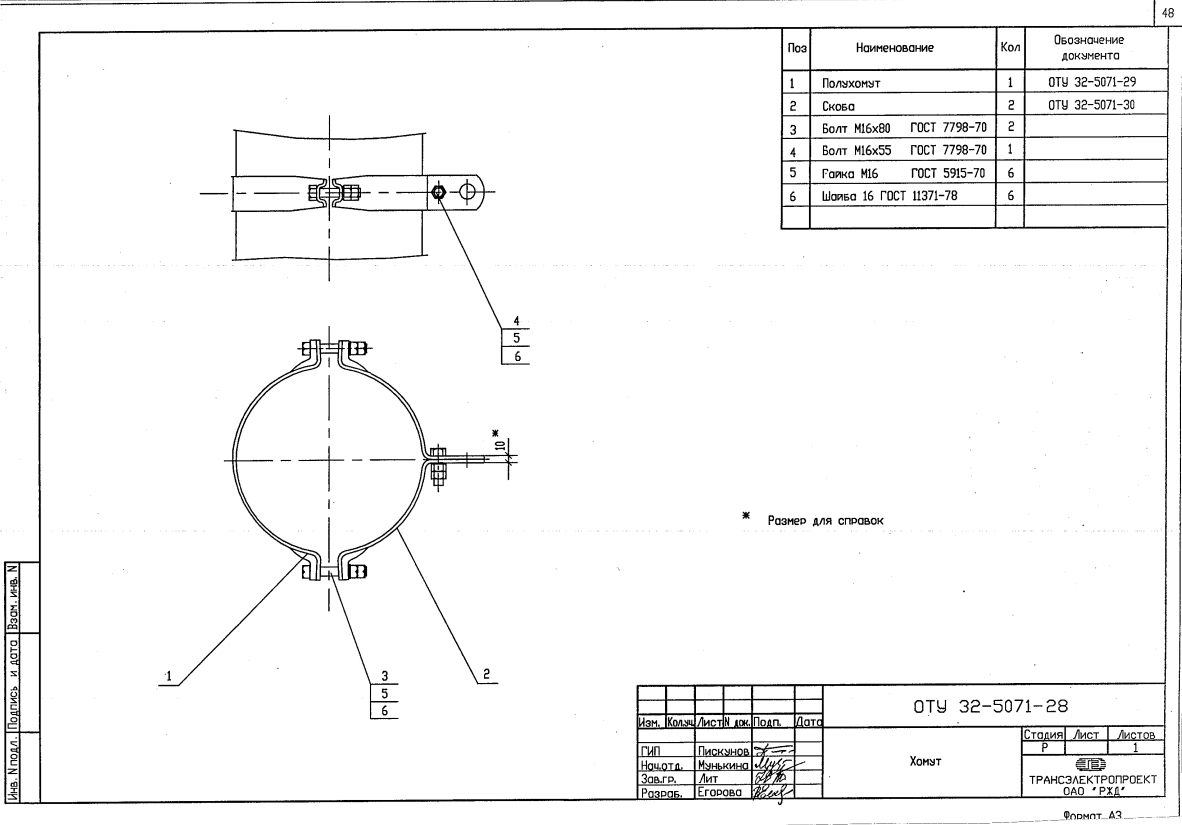 48
Поз Наименование Кол Обозначение документа
1 Полухомут 1 ОТУ 32-5071-29
2 Скоба 2 ОТУ 32-5071-30
3 Болт М16х80 ГОСТ 7798-70 2
4 Болт М16х55 ГОСТ 7798-70 1
5 Гайка М16 ГОСТ 5915-70 6
6 Шайба 16 ГОСТ 11371-78 6
4
5
6
10 *
* Размер для справок
1
3
5
6
2
Взам. инв. N
Подпись и дата
Инв. N подл.
ОТУ 32-5071-28
Изм. Кол.уч Лист N док. Подп. Дата
ГИП Пискунов
Нач.отд. Мунькина
Зав.гр. Лит
Разраб. Егорова
Хомут
Стадия Лист Листов
Р 1
ТРАНСЭЛЕКТРОПРОЕКТ
ОАО "РЖД"
Формат А3